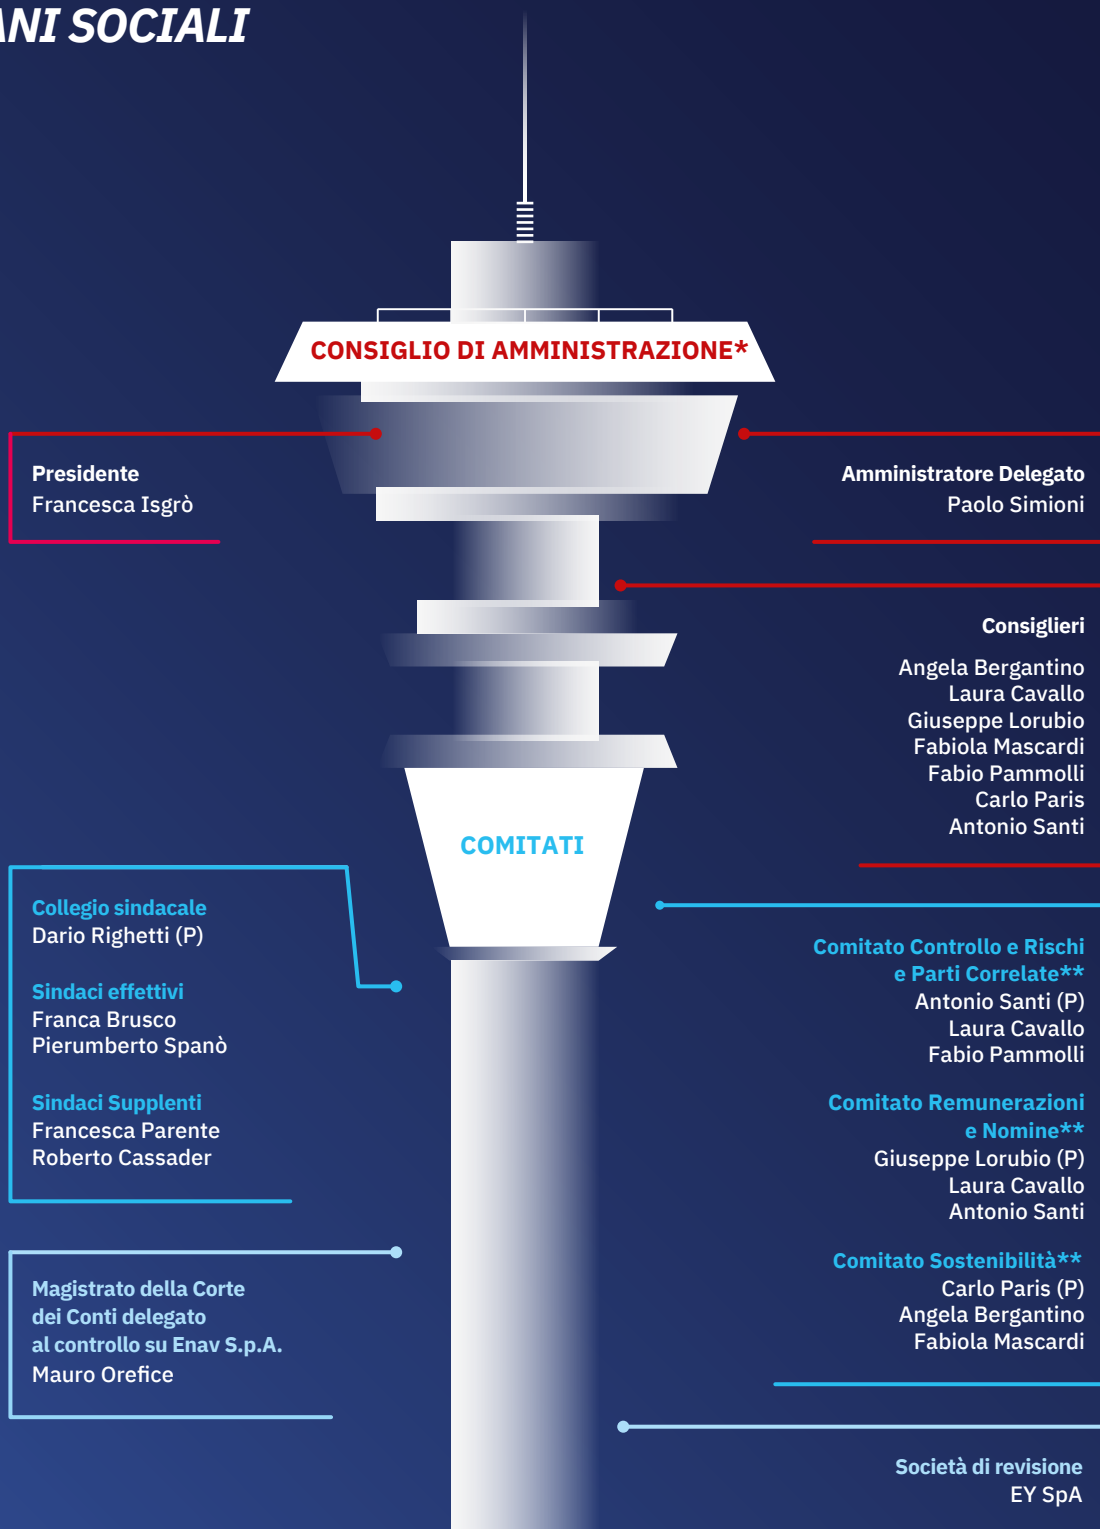 ANI SOCIALI
CONSIGLIO DI AMMINISTRAZIONE*
Presidente
Francesca Isgrò
Amministratore Delegato
Paolo Simioni
Consiglieri
Angela Bergantino
Laura Cavallo
Giuseppe Lorubio
Fabiola Mascardi
Fabio Pammolli
Carlo Paris
Antonio Santi
COMITATI
Collegio sindacale
Dario Righetti (P)
Sindaci effettivi
Franca Brusco
Pierumberto Spanò
Sindaci Supplenti
Francesca Parente
Roberto Cassader
Magistrato della Corte
dei Conti delegato
al controllo su Enav S.p.A.
Mauro Orefice
Comitato Controllo e Rischi
e Parti Correlate**
Antonio Santi (P)
Laura Cavallo
Fabio Pammolli
Comitato Remunerazioni
e Nomine**
Giuseppe Lorubio (P)
Laura Cavallo
Antonio Santi
Comitato Sostenibilità**
Carlo Paris (P)
Angela Bergantino
Fabiola Mascardi
Società di revisione
EY SpA